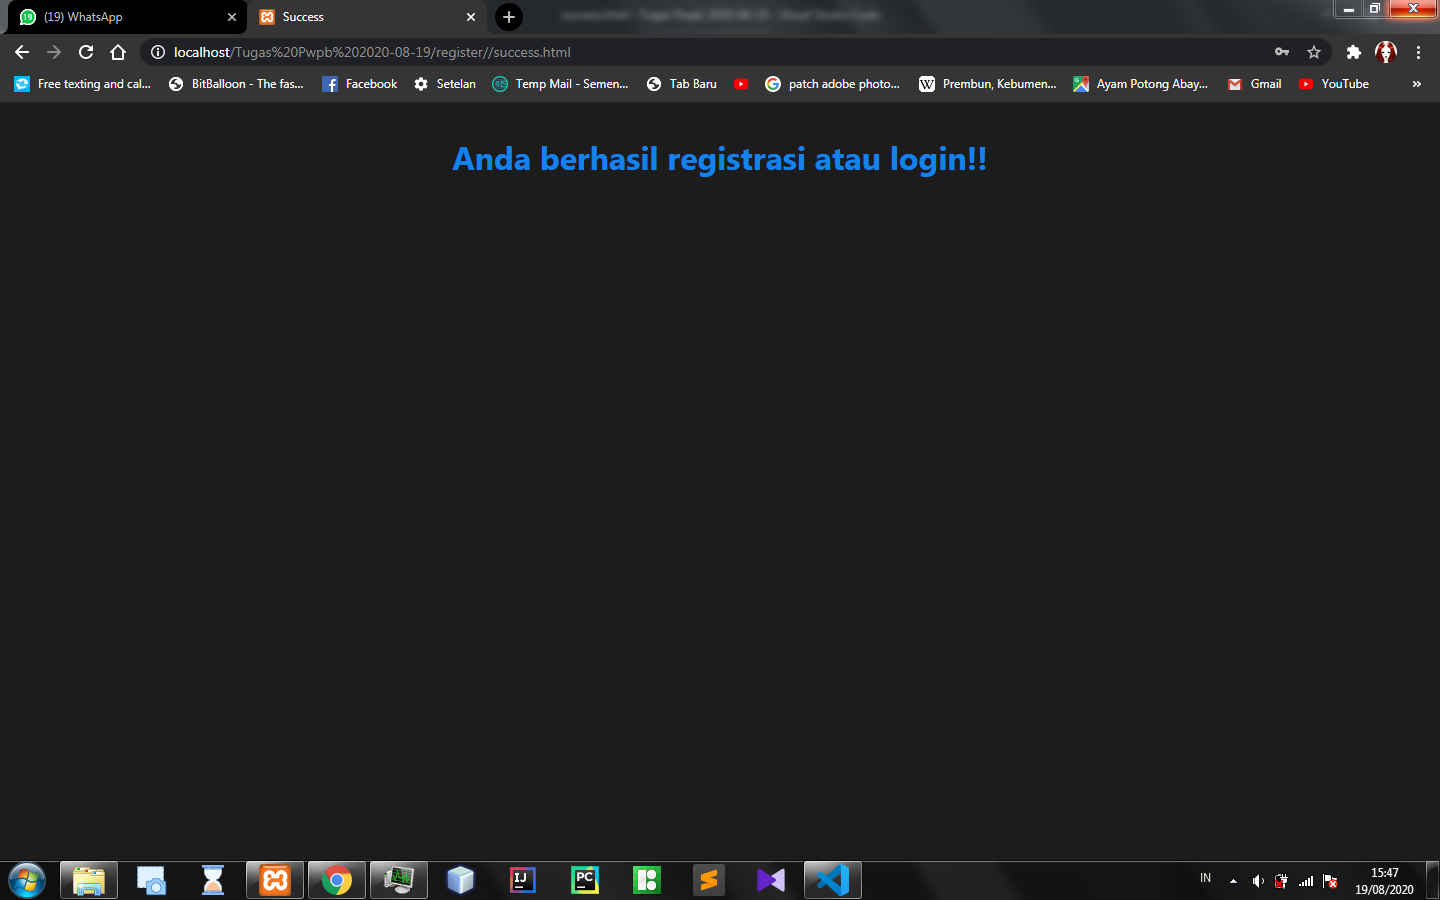 (19) WhatsApp
Success
localhost/Tugas%20Pwpb%202020-08-19/register//success.html
Free texting and cal...
BitBalloon - The fas...
Facebook
Setelan
Temp Mail - Semen...
Tab Baru
patch adobe photo...
Prembun, Kebumen...
Ayam Potong Abay...
Gmail
YouTube
Anda berhasil registrasi atau login!!
IJ
PC
IN
15:47
19/08/2020